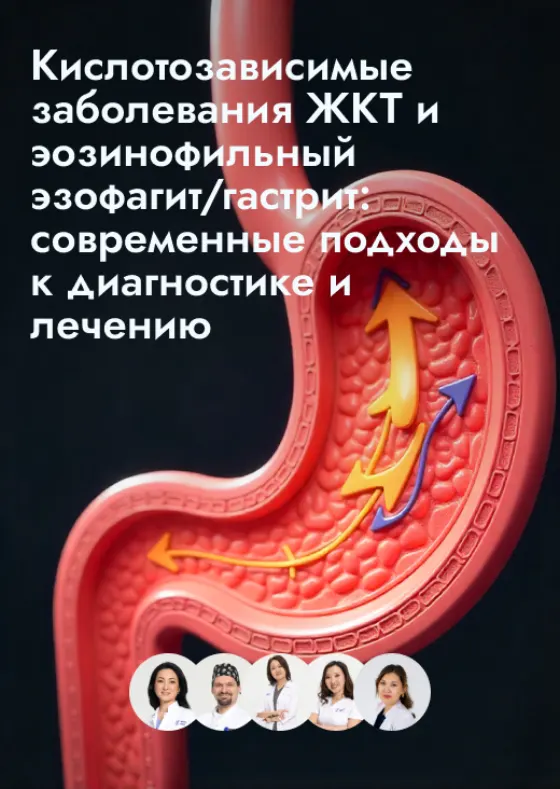 Кислотозависимые
заболевания ЖКТ и
эозинофильный
эзофагит/гастрит:
современные подходы
к диагностике и
лечению